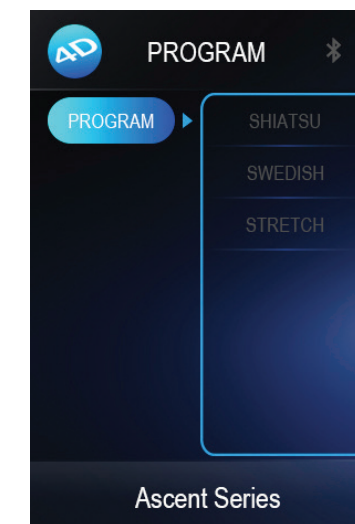 4D PROGRAM
PROGRAM
SHIATSU
SWEDISH
STRETCH
Ascent Series